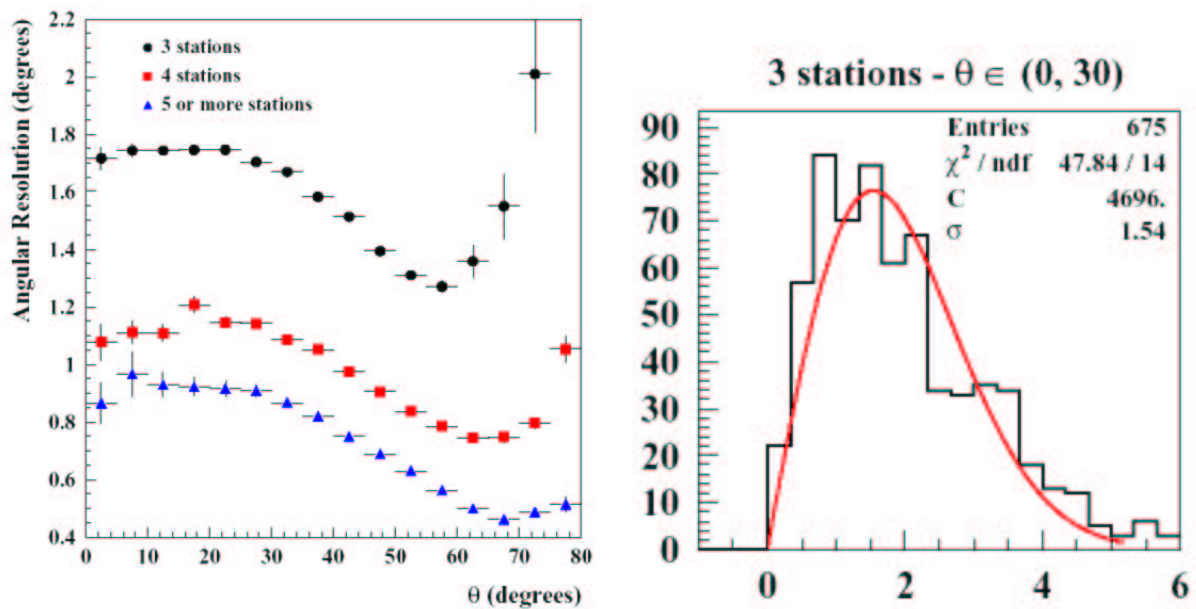 2.2
2
1.8
1.6
1.4
1.2
1
0.8
0.6
0.4
Angular Resolution (degrees)
3 stations
4 stations
5 or more stations
0 10 20 30 40 50 60 70 80
θ (degrees)
3 stations - θ ∈ (0, 30)
Entries 675
χ² / ndf 47.84 / 14
C 4696.
σ 1.54
90
80
70
60
50
40
30
20
10
0
0 2 4 6